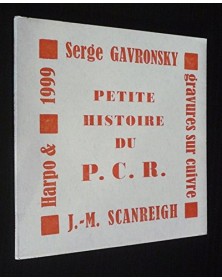 Serge GAVRONSKY
gravures sur cuivre
J.-M. SCANREIGH
Harpo & 1999
PETITE
HISTOIRE
DU
P. C. R.